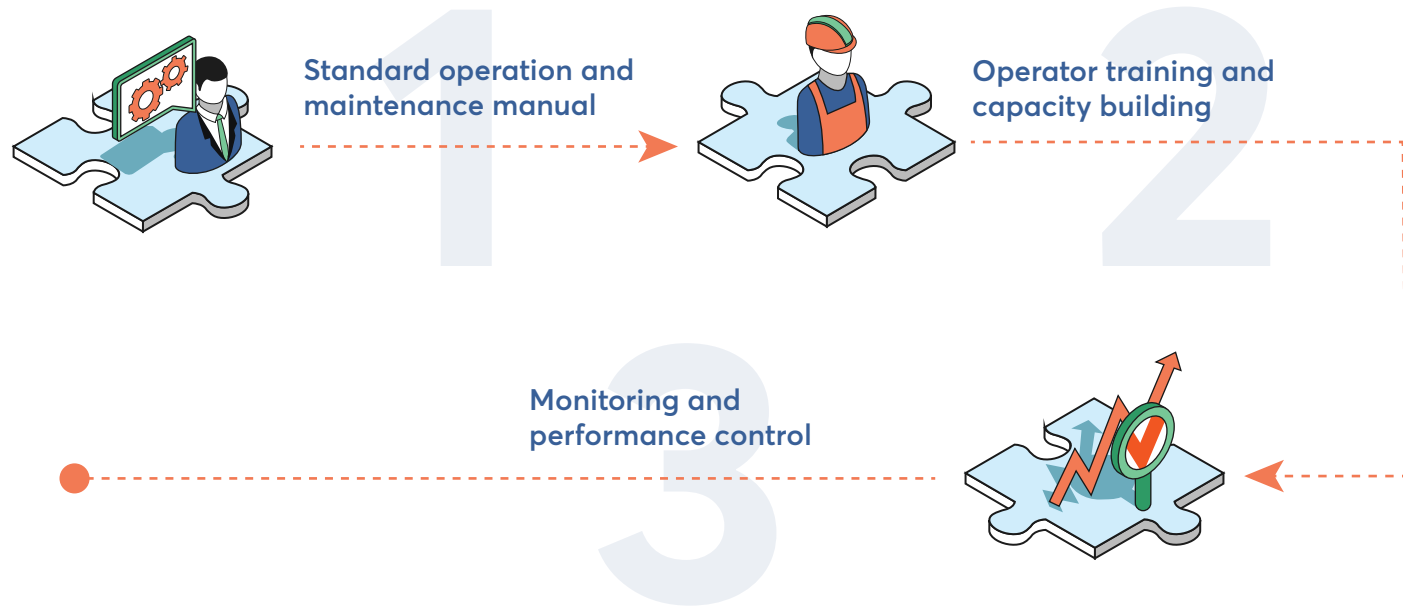 1
Standard operation and
maintenance manual
2
Operator training and
capacity building
3
Monitoring and
performance control